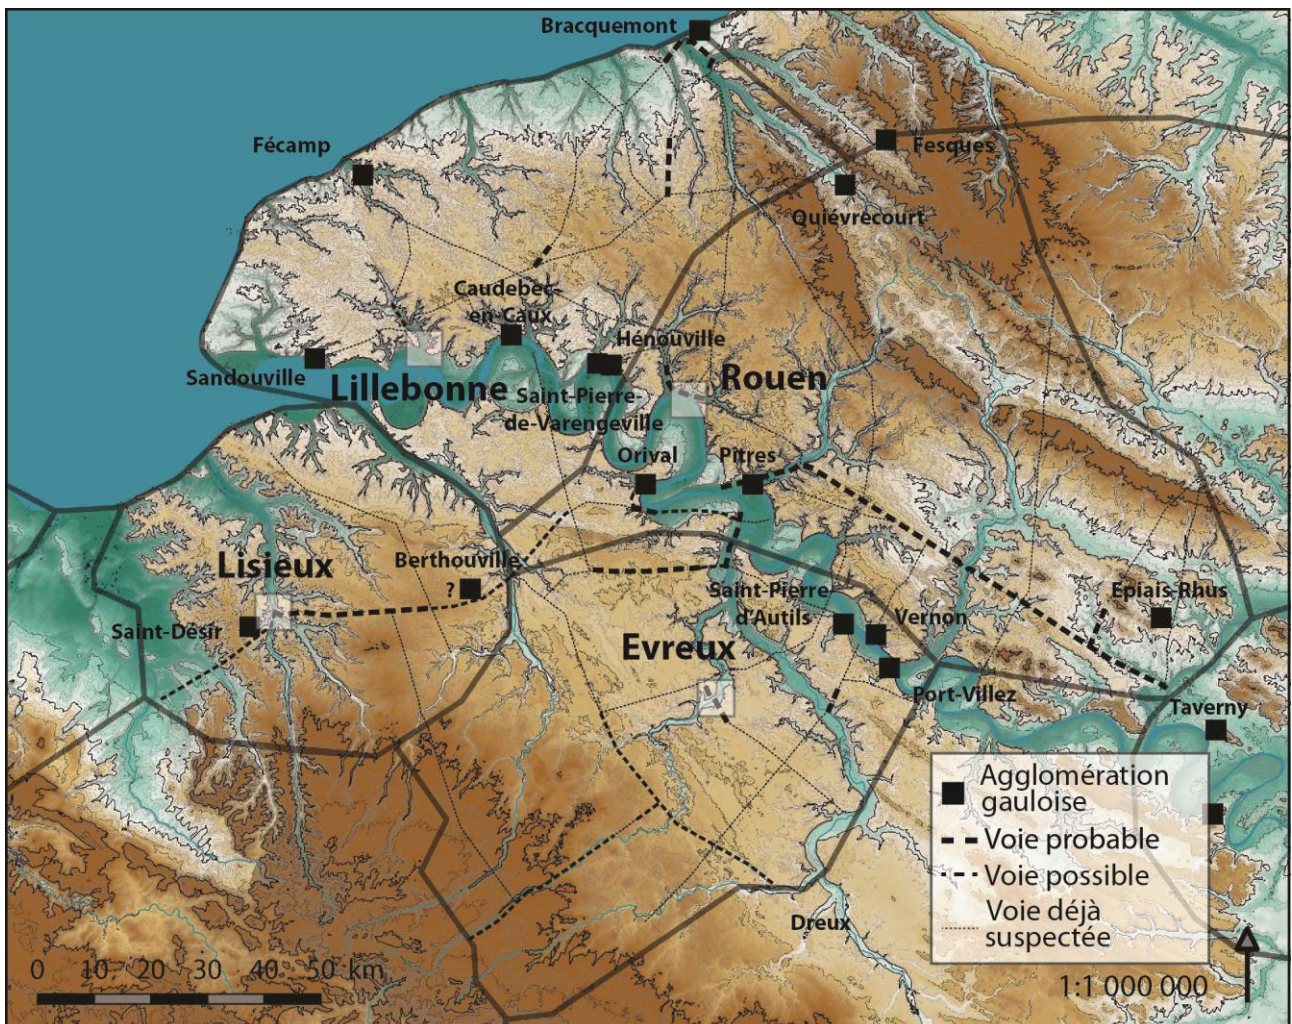 Bracquemont
Fécamp
Fesques
Quiévrecourt
Caudebec-
en-Caux
Hénouville
Sandouville
Lillebonne
Rouen
Saint-Pierre-
de-Varengeville
Orival
Pitres
Lisieux
Berthouville
?
Saint-Désir
Saint-Pierre-
d'Autils
Vernon
Epiais-Rhus
Evreux
Port-Villez
Taverny
Agglomération
gauloise
Voie probable
Voie possible
Voie déjà
suspectée
Dreux
0 10 20 30 40 50 km
1:1 000 000